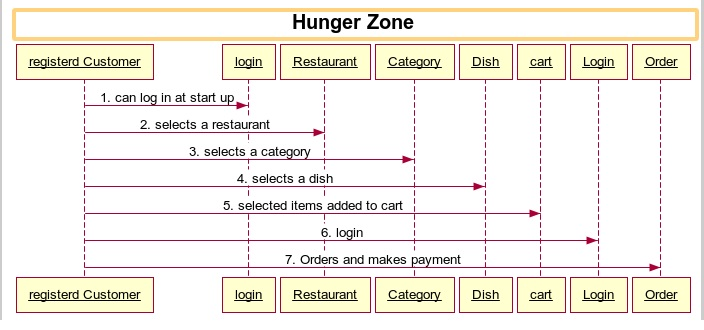 Hunger Zone
registerd Customer login Restaurant Category Dish cart Login Order
1. can log in at start up
2. selects a restaurant
3. selects a category
4. selects a dish
5. selected items added to cart
6. login
7. Orders and makes payment
registerd Customer login Restaurant Category Dish cart Login Order